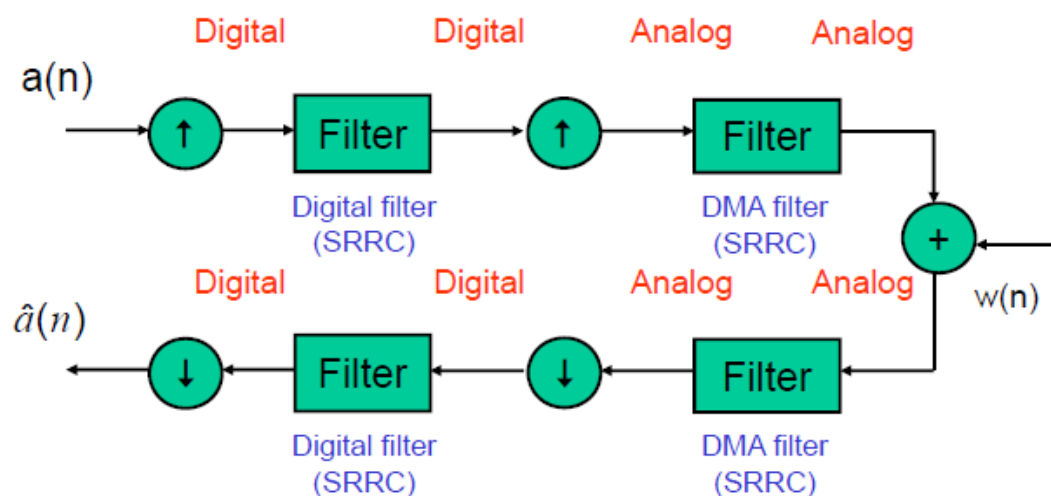 Digital Digital Analog Analog
a(n)
↑ Filter ↑ Filter
Digital filter DMA filter
(SRRC) (SRRC)
+
Digital Digital Analog Analog
w(n)
â(n)
↓ Filter ↓ Filter
Digital filter DMA filter
(SRRC) (SRRC)